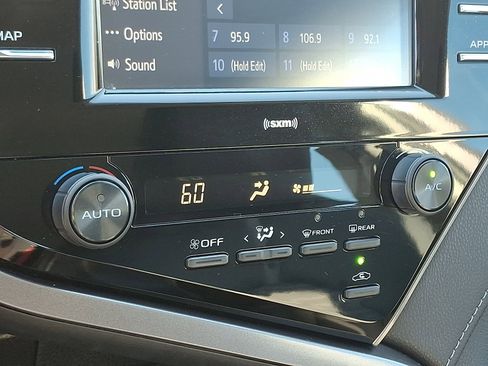 Station List
<
MAP
Options
7 95.9 8 106.9 9 92.1
APP
Sound
10 (Hold Edit) 11 (Hold Edit)
((sxm))
60
AUTO
A/C
OFF
< >
FRONT
REAR